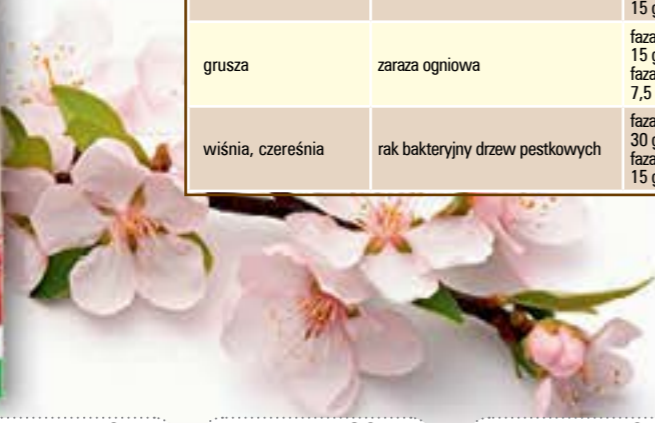 15 g
grusza
zaraza ogniowa
faza
15 g
faza
7,5
wiśnia, czereśnia
rak bakteryjny drzew pestkowych
faza
30 g
faza
15 g